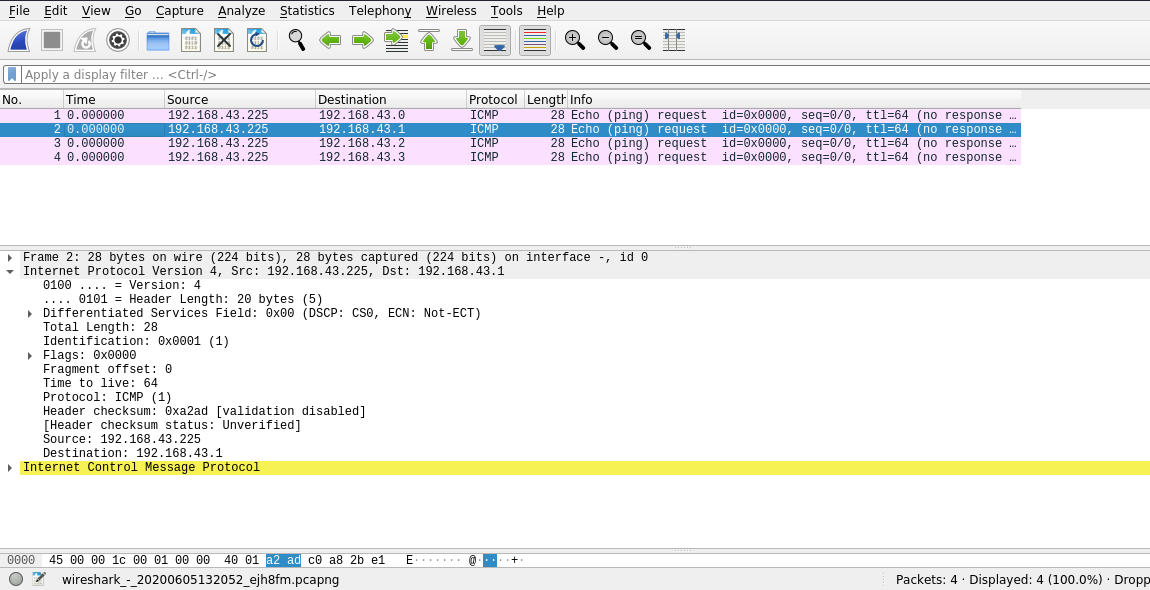 File Edit View Go Capture Analyze Statistics Telephony Wireless Tools Help
Apply a display filter … <Ctrl-/>
No. Time Source Destination Protocol Length Info
1 0.000000 192.168.43.225 192.168.43.0 ICMP 28 Echo (ping) request id=0x0000, seq=0/0, ttl=64 (no response …
2 0.000000 192.168.43.225 192.168.43.1 ICMP 28 Echo (ping) request id=0x0000, seq=0/0, ttl=64 (no response …
3 0.000000 192.168.43.225 192.168.43.2 ICMP 28 Echo (ping) request id=0x0000, seq=0/0, ttl=64 (no response …
4 0.000000 192.168.43.225 192.168.43.3 ICMP 28 Echo (ping) request id=0x0000, seq=0/0, ttl=64 (no response …
Frame 2: 28 bytes on wire (224 bits), 28 bytes captured (224 bits) on interface -, id 0
Internet Protocol Version 4, Src: 192.168.43.225, Dst: 192.168.43.1
0100 .... = Version: 4
.... 0101 = Header Length: 20 bytes (5)
Differentiated Services Field: 0x00 (DSCP: CS0, ECN: Not-ECT)
Total Length: 28
Identification: 0x0001 (1)
Flags: 0x0000
Fragment offset: 0
Time to live: 64
Protocol: ICMP (1)
Header checksum: 0xa2ad [validation disabled]
[Header checksum status: Unverified]
Source: 192.168.43.225
Destination: 192.168.43.1
Internet Control Message Protocol
0000 45 00 00 1c 00 01 00 00 40 01 a2 ad c0 a8 2b e1 E······· @·····+·
wireshark_-_20200605132052_ejh8fm.pcapng Packets: 4 · Displayed: 4 (100.0%) · Dropp